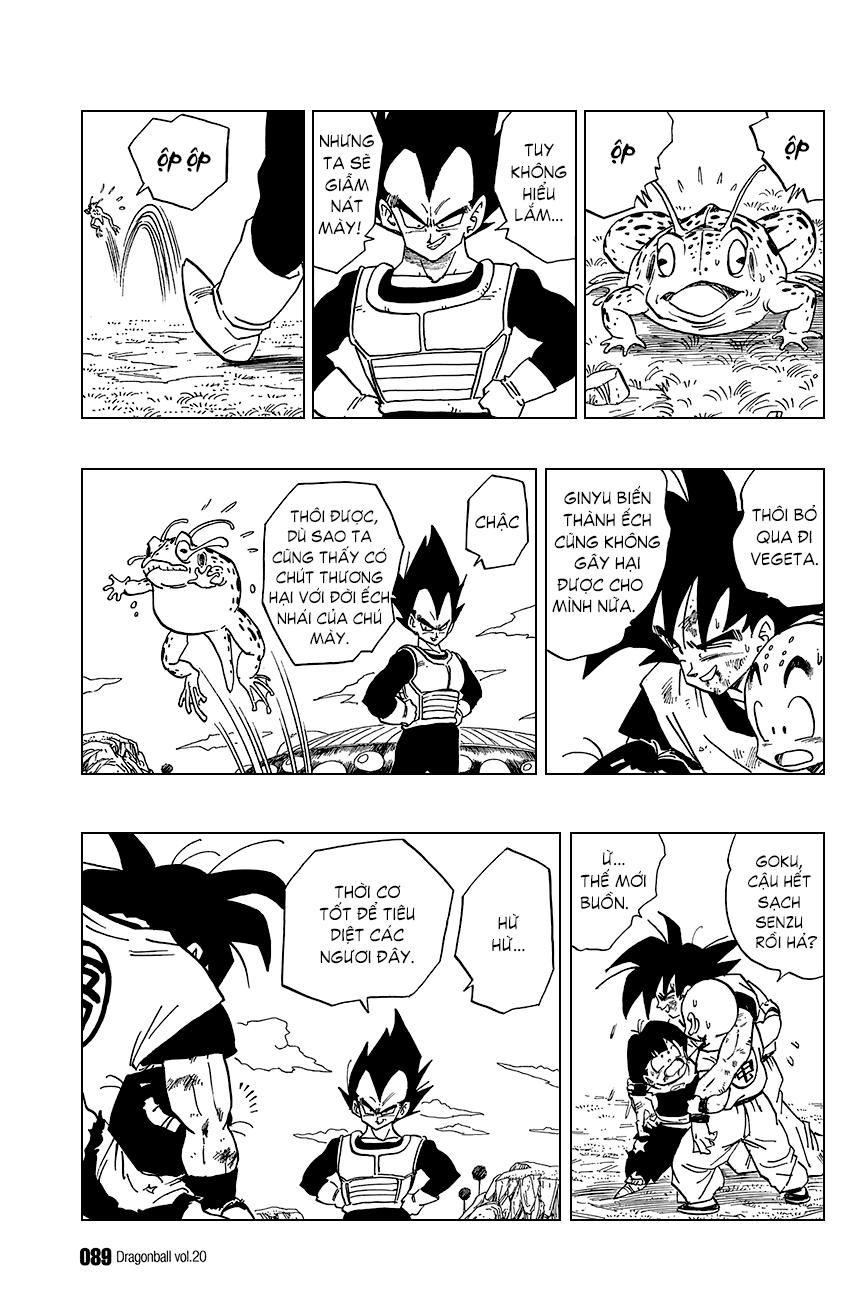 ỘP
ỘP
TUY
KHÔNG
HIỂU
LẮM...
NHƯNG
TA SẼ
GIẪM
NÁT
MÀY!
ỘP ỘP
THÔI BỎ
QUA ĐI
VEGETA.
GINYU BIẾN
THÀNH ẾCH
CŨNG KHÔNG
GÂY HẠI
ĐƯỢC CHO
MÌNH NỮA.
CHẬC
THÔI ĐƯỢC,
DÙ SAO TA
CŨNG THẤY CÓ
CHÚT THƯƠNG
HẠI VỚI ĐỜI ẾCH
NHÁI CỦA CHÚ
MÀY.
GOKU,
CẬU HẾT
SẠCH
SENZU
RỒI HẢ?
Ừ...
THẾ MỚI
BUỒN.
HỪ
HỪ...
THỜI CƠ
TỐT ĐỂ TIÊU
DIỆT CÁC
NGƯƠI ĐÂY.
089 Dragonball vol.20